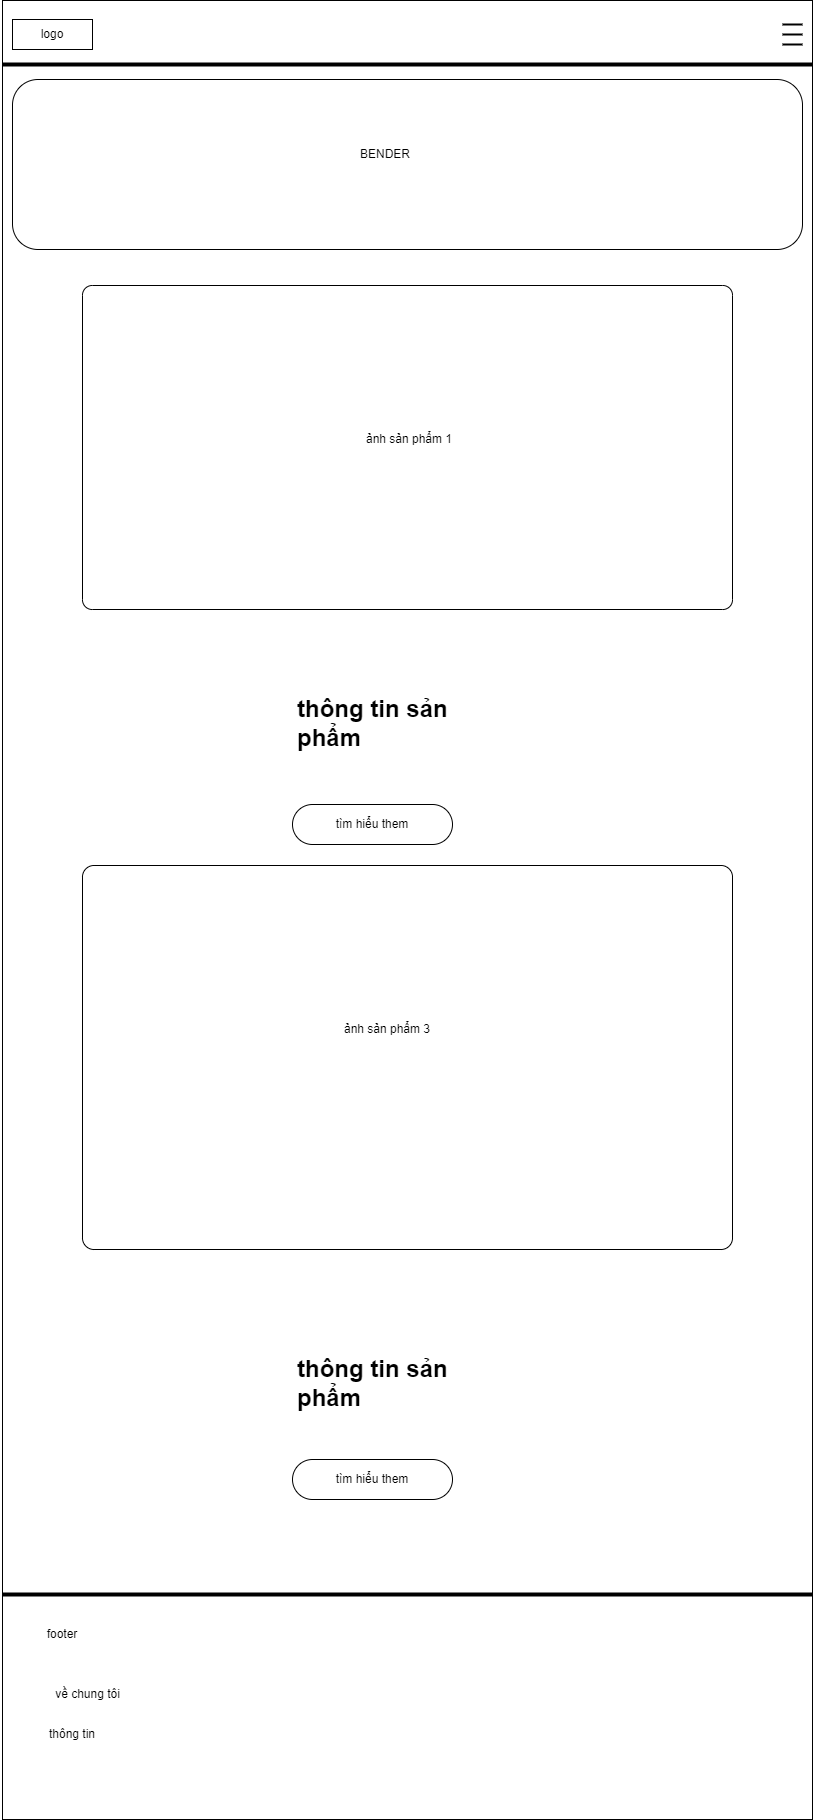 logo
BENDER
ảnh sản phẩm 1
thông tin sản
phẩm
tìm hiểu them
ảnh sản phẩm 3
thông tin sản
phẩm
tìm hiểu them
footer
về chung tôi
thông tin